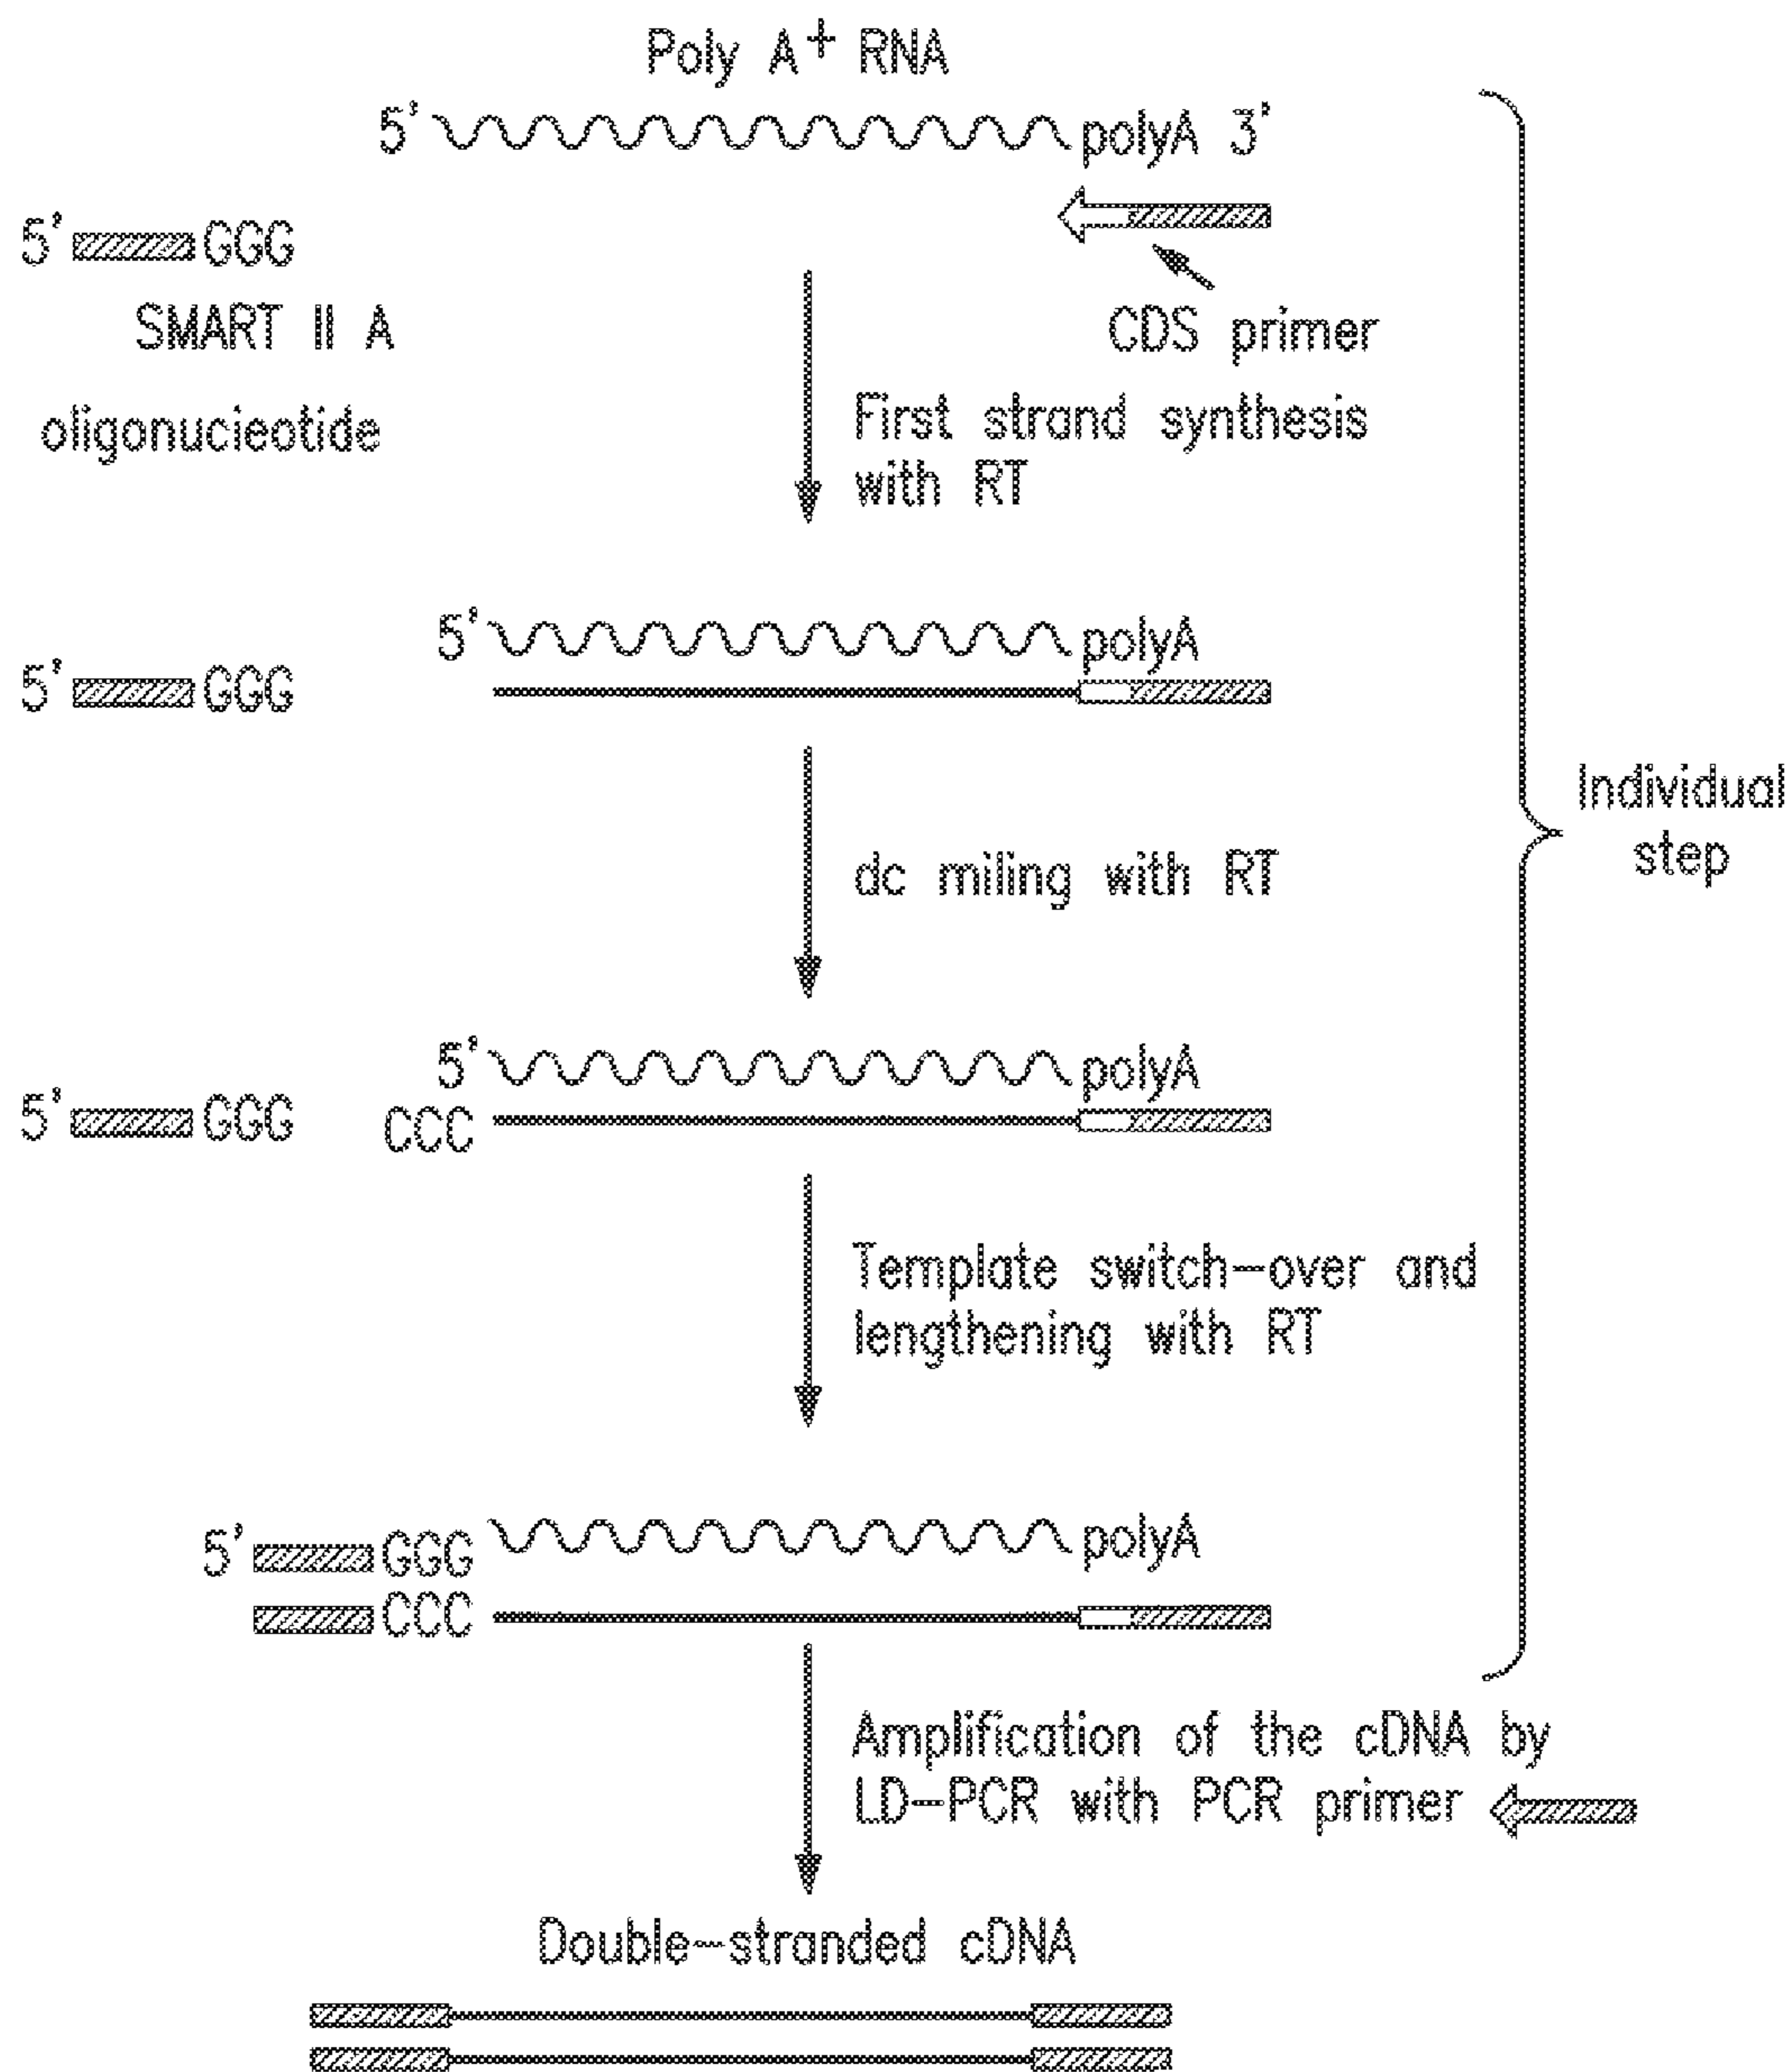 Poly A+ RNA
5' polyA 3'
5' GGG
SMART II A
oligonucieotide
CDS primer
First strand synthesis
with RT
5' polyA
5' GGG
dc miling with RT
Individual
step
5' polyA
5' GGG CCC
Template switch-over and
lengthening with RT
5' GGG polyA
CCC
Amplification of the cDNA by
LD-PCR with PCR primer
Double-stranded cDNA